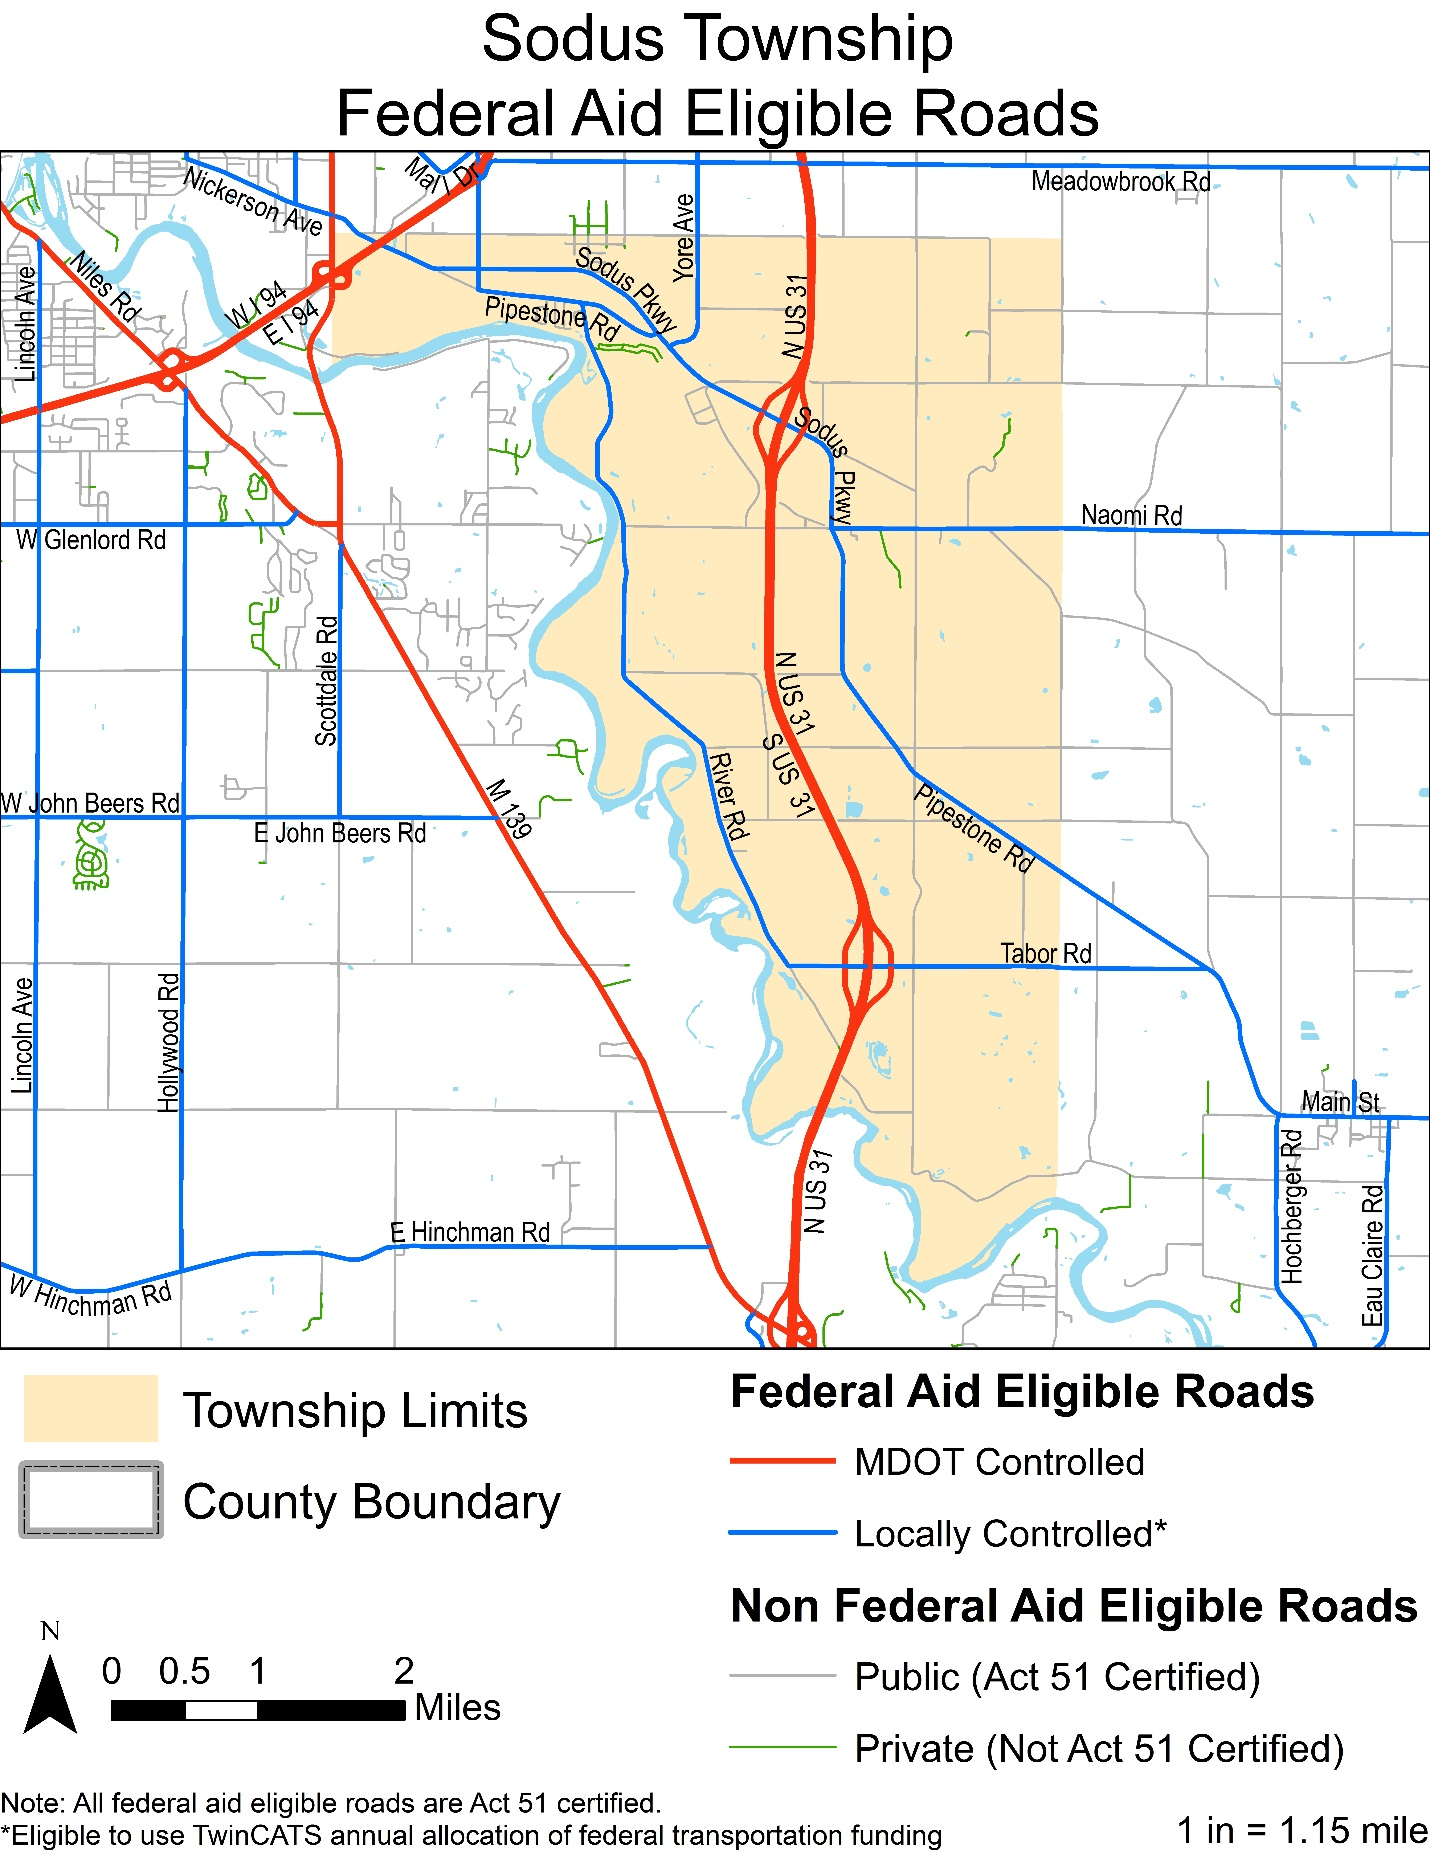 Sodus Township
Federal Aid Eligible Roads
Nickerson Ave
Mall Dr
Meadowbrook Rd
Yore Ave
Sodus Pkwy
Niles Rd
Lincoln Ave
W I 94
E I 94
Pipestone Rd
N US 31
Sodus Pkwy
Naomi Rd
W Glenlord Rd
Scottdale Rd
N US 31
S US 31
River Rd
M 139
Pipestone Rd
W John Beers Rd
E John Beers Rd
Tabor Rd
Lincoln Ave
Hollywood Rd
Main St
Hochberger Rd
Eau Claire Rd
N US 31
E Hinchman Rd
W Hinchman Rd
Township Limits
County Boundary
Federal Aid Eligible Roads
MDOT Controlled
Locally Controlled*
Non Federal Aid Eligible Roads
Public (Act 51 Certified)
Private (Not Act 51 Certified)
N
0 0.5 1 2
Miles
Note: All federal aid eligible roads are Act 51 certified.
*Eligible to use TwinCATS annual allocation of federal transportation funding
1 in = 1.15 mile